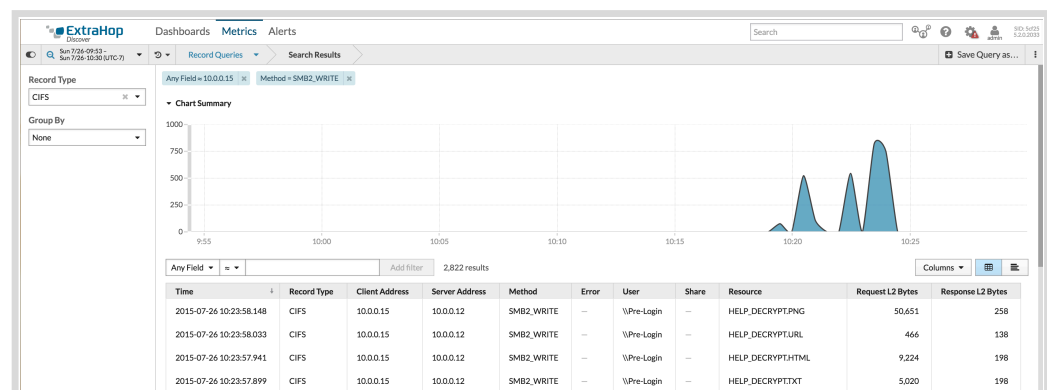 ExtraHop
Discover
Dashboards Metrics Alerts
Search
admin
SID: 5cf25
5.2.0.2033
Sun 7/26-09:53 -
Sun 7/26-10:30 (UTC-7)
Record Queries
Search Results
Save Query as...
Record Type
CIFS
Group By
None
Any Field ≈ 10.0.0.15 × Method = SMB2_WRITE ×
Chart Summary
1000
750
500
250
0
9:55 10:00 10:05 10:10 10:15 10:20 10:25
Any Field ≈ Add filter 2,822 results Columns
Time ↓ Record Type Client Address Server Address Method Error User Share Resource Request L2 Bytes Response L2 Bytes
2015-07-26 10:23:58.148 CIFS 10.0.0.15 10.0.0.12 SMB2_WRITE — \\Pre-Login — HELP_DECRYPT.PNG 50,651 258
2015-07-26 10:23:58.033 CIFS 10.0.0.15 10.0.0.12 SMB2_WRITE — \\Pre-Login — HELP_DECRYPT.URL 466 138
2015-07-26 10:23:57.941 CIFS 10.0.0.15 10.0.0.12 SMB2_WRITE — \\Pre-Login — HELP_DECRYPT.HTML 9,224 198
2015-07-26 10:23:57.899 CIFS 10.0.0.15 10.0.0.12 SMB2_WRITE — \\Pre-Login — HELP_DECRYPT.TXT 5,020 198